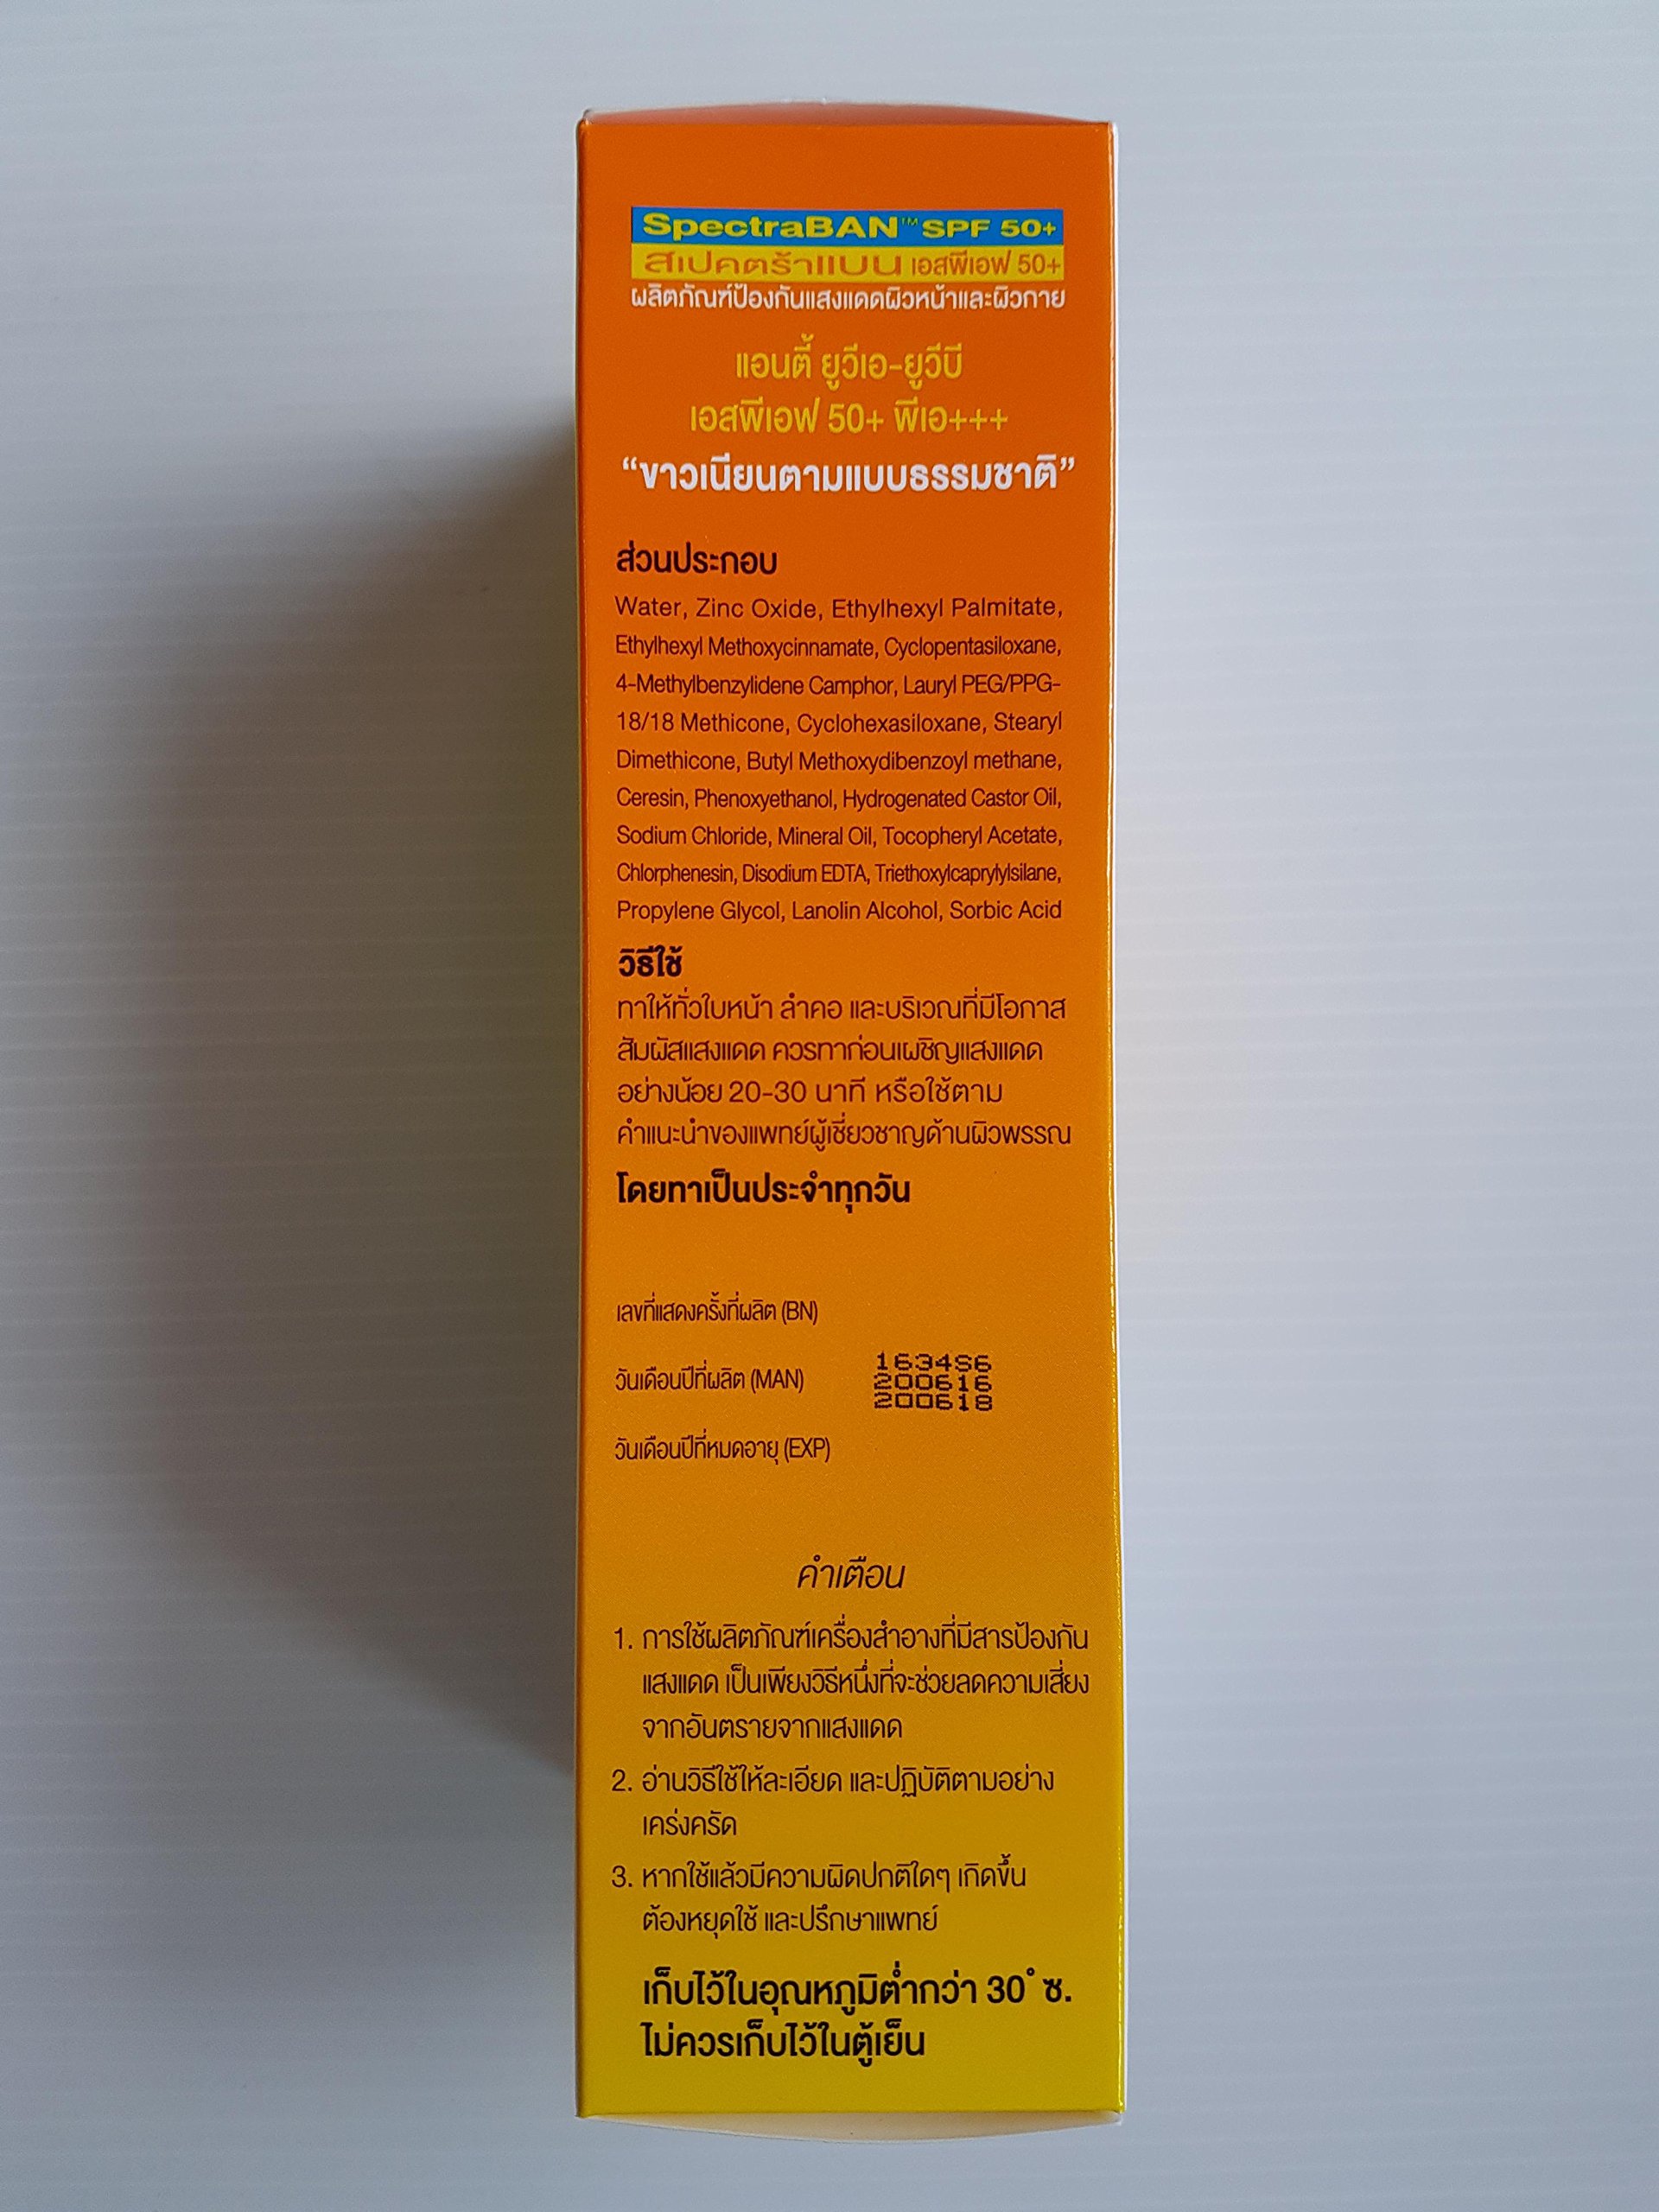 SpectraBAN™ SPF 50+
สเปคตร้าแบน เอสพีเอฟ 50+
ผลิตภัณฑ์ป้องกันแสงแดดผิวหน้าและผิวกาย
แอนตี้ ยูวีเอ-ยูวีบี
เอสพีเอฟ 50+ พีเอ+++
“ขาวเนียนตามแบบธรรมชาติ”
ส่วนประกอบ
Water, Zinc Oxide, Ethylhexyl Palmitate,
Ethylhexyl Methoxycinnamate, Cyclopentasiloxane,
4-Methylbenzylidene Camphor, Lauryl PEG/PPG-
18/18 Methicone, Cyclohexasiloxane, Stearyl
Dimethicone, Butyl Methoxydibenzoyl methane,
Ceresin, Phenoxyethanol, Hydrogenated Castor Oil,
Sodium Chloride, Mineral Oil, Tocopheryl Acetate,
Chlorphenesin, Disodium EDTA, Triethoxylcaprylylsilane,
Propylene Glycol, Lanolin Alcohol, Sorbic Acid
วิธีใช้
ทาให้ทั่วใบหน้า ลำคอ และบริเวณที่มีโอกาส
สัมผัสแสงแดด ควรทาก่อนเผชิญแสงแดด
อย่างน้อย 20-30 นาที หรือใช้ตาม
คำแนะนำของแพทย์ผู้เชี่ยวชาญด้านผิวพรรณ
โดยทาเป็นประจำทุกวัน
เลขที่แสดงครั้งที่ผลิต (BN)
1634S6
วันเดือนปีที่ผลิต (MAN)
200616
200618
วันเดือนปีที่หมดอายุ (EXP)
คำเตือน
1. การใช้ผลิตภัณฑ์เครื่องสำอางที่มีสารป้องกัน
แสงแดด เป็นเพียงวิธีหนึ่งที่จะช่วยลดความเสี่ยง
จากอันตรายจากแสงแดด
2. อ่านวิธีใช้ให้ละเอียด และปฏิบัติตามอย่าง
เคร่งครัด
3. หากใช้แล้วมีความผิดปกติใดๆ เกิดขึ้น
ต้องหยุดใช้ และปรึกษาแพทย์
เก็บไว้ในอุณหภูมิต่ำกว่า 30° ซ.
ไม่ควรเก็บไว้ในตู้เย็น